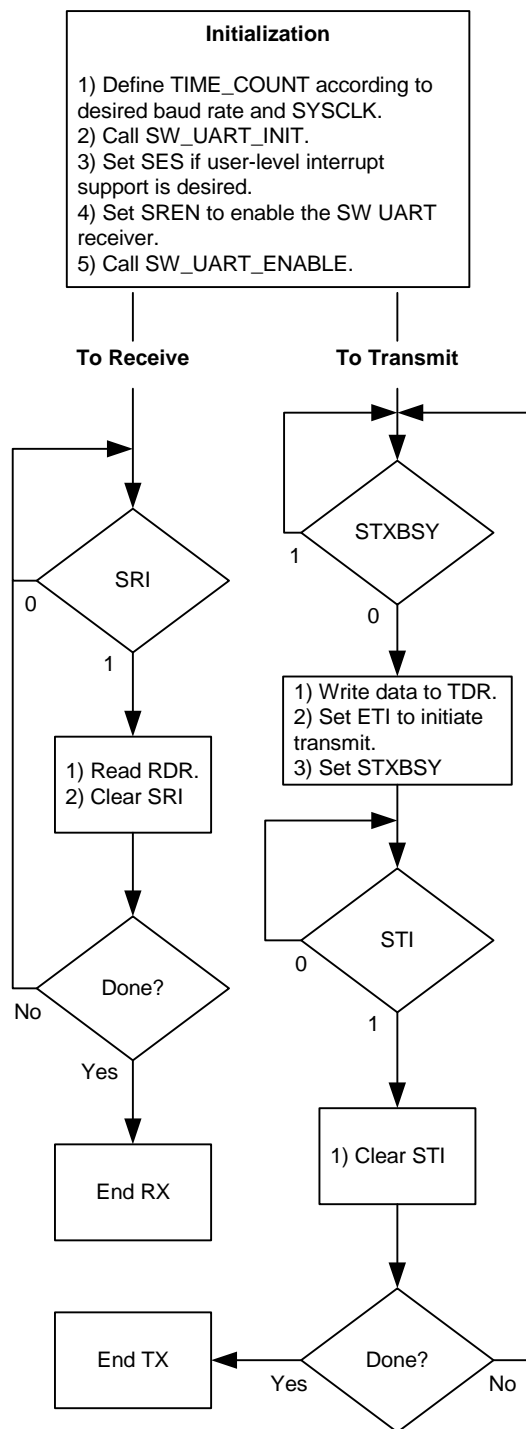 Initialization
1) Define TIME_COUNT according to
desired baud rate and SYSCLK.
2) Call SW_UART_INIT.
3) Set SES if user-level interrupt
support is desired.
4) Set SREN to enable the SW UART
receiver.
5) Call SW_UART_ENABLE.
To Receive
To Transmit
SRI
0
1
1) Read RDR.
2) Clear SRI
Done?
No
Yes
End RX
STXBSY
1
0
1) Write data to TDR.
2) Set ETI to initiate
transmit.
3) Set STXBSY
STI
0
1
1) Clear STI
Done?
Yes
No
End TX